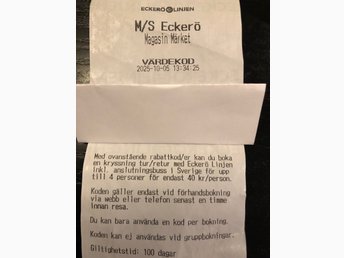 ECKERÖ LINJEN
M/S Eckerö
Magasin Märket
VÄRDEKOD
2025-10-05 13:34:25
Med ovanstående rabattkod/er kan du boka
en kryssning tur/retur med Eckerö Linjen
inkl. anslutningsbuss i Sverige för upp
till 4 personer för endast 40 kr/person.
Koden gäller endast vid förhandsbokning
via webb eller telefon senast en timme
innan resa.
Du kan bara använda en kod per bokning.
Koden kan ej användas vid gruppbokningar.
Giltighetstid: 100 dagar